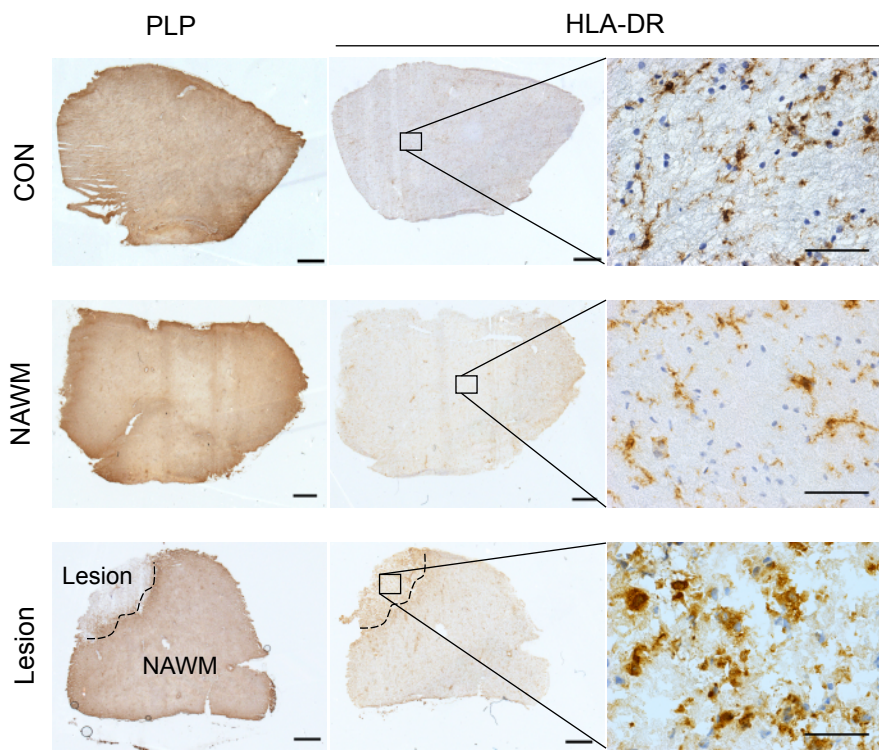 PLP
HLA-DR
CON
NAWM
Lesion
Lesion
NAWM